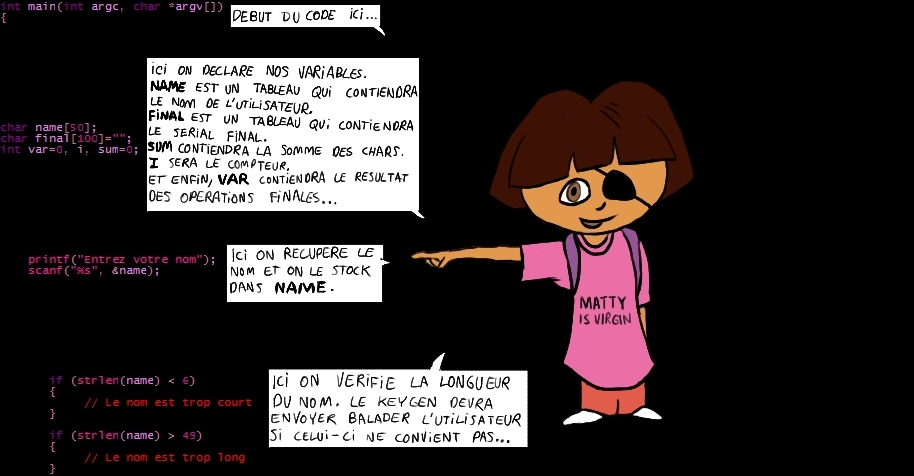 int main(int argc, char *argv[])
{
DEBUT DU CODE ICI...
ICI ON DECLARE NOS VARIABLES.
NAME EST UN TABLEAU QUI CONTIENDRA
LE NOM DE L'UTILISATEUR.
FINAL EST UN TABLEAU QUI CONTIENDRA
LE SERIAL FINAL.
SUM CONTIENDRA LA SOMME DES CHARS.
I SERA LE COMPTEUR.
ET ENFIN, VAR CONTIENDRA LE RESULTAT
DES OPERATIONS FINALES...
char name[50];
char final[100]="";
int var=0, i, sum=0;
printf("Entrez votre nom");
scanf("%s", &name);
ICI ON RECUPERE LE
NOM ET ON LE STOCK
DANS NAME.
MATTY
IS VIRGIN
if (strlen(name) < 6)
{
// Le nom est trop court
}
if (strlen(name) > 49)
{
// Le nom est trop long
}
ICI ON VERIFIE LA LONGUEUR
DU NOM. LE KEYGEN DEVRA
ENVOYER BALADER L'UTILISATEUR
SI CELUI-CI NE CONVIENT PAS...